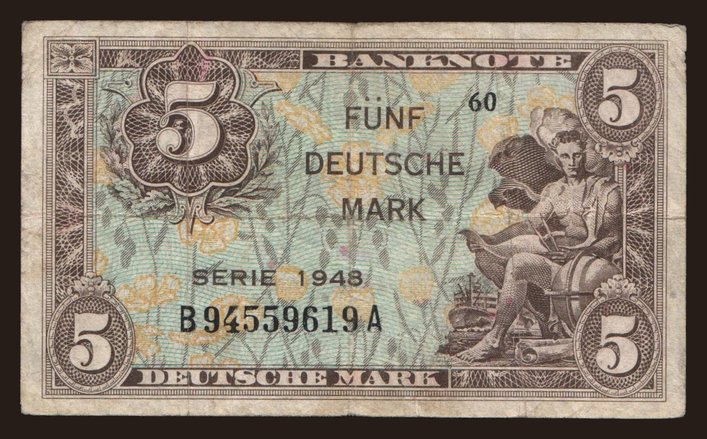 BANKNOTE
5
5
60
FÜNF
DEUTSCHE
MARK
SERIE 1948
B94559619A
5
5
DEUTSCHE MARK